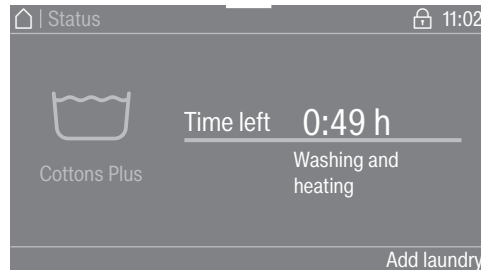 | Status
11:02
Time left 0:49 h
Cottons Plus
Washing and
heating
Add laundry